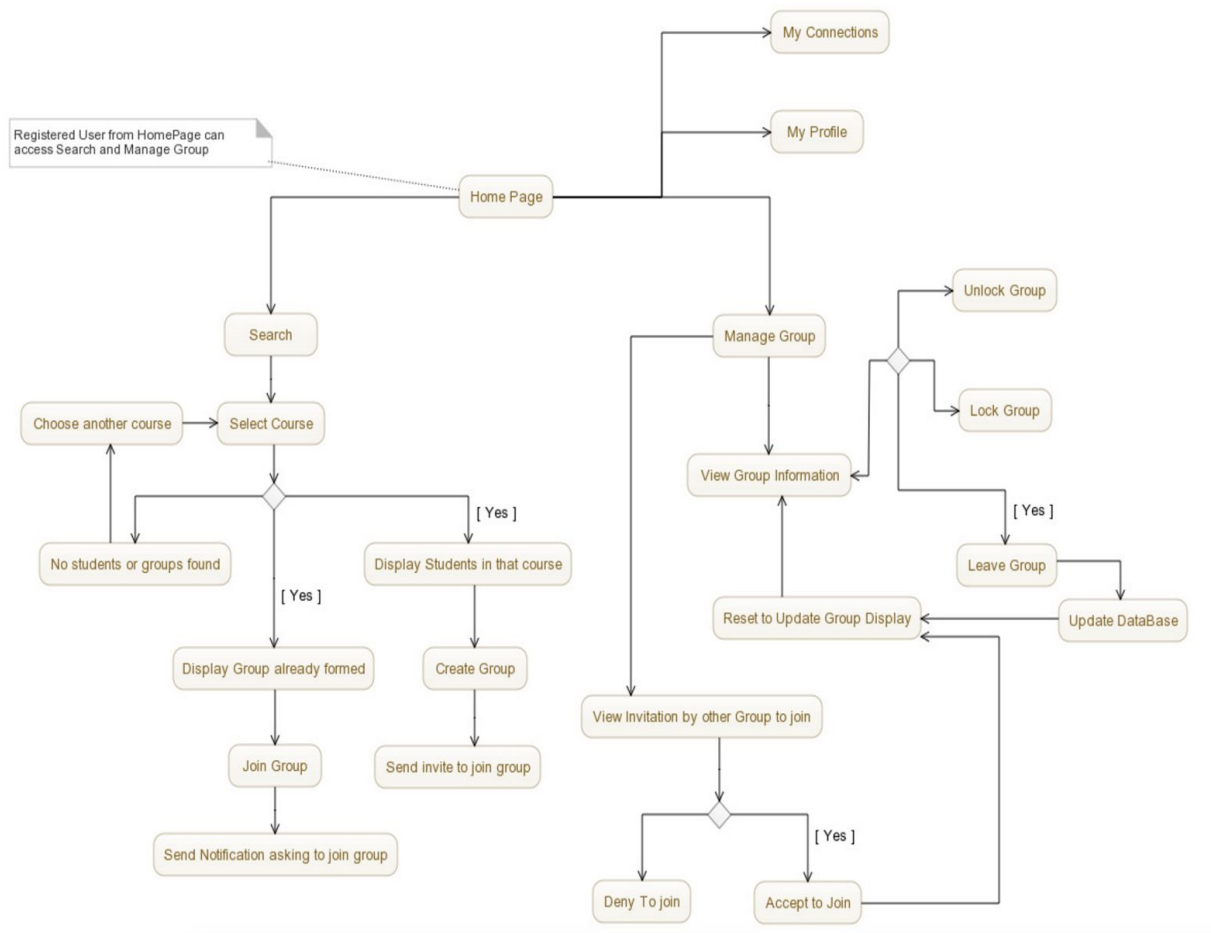 My Connections
Registered User from HomePage can
access Search and Manage Group
My Profile
Home Page
Unlock Group
Search
Manage Group
Choose another course
Select Course
Lock Group
View Group Information
[ Yes ]
[ Yes ]
No students or groups found
Display Students in that course
Leave Group
[ Yes ]
Reset to Update Group Display
Update DataBase
Display Group already formed
Create Group
View Invitation by other Group to join
Join Group
Send invite to join group
[ Yes ]
Send Notification asking to join group
Deny To join
Accept to Join